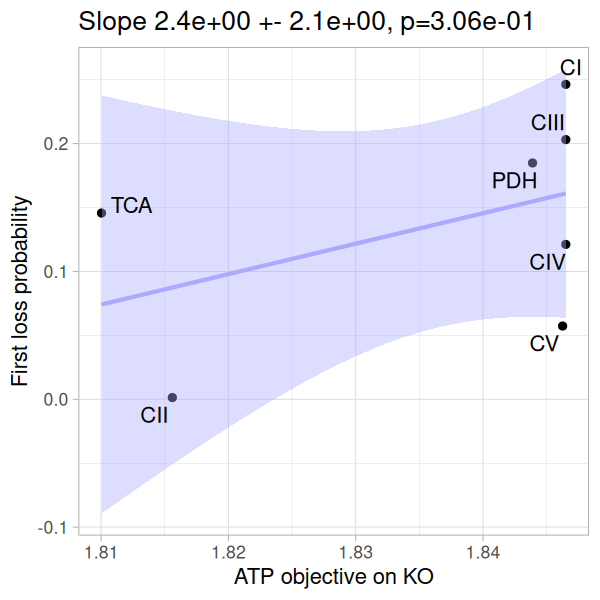 Slope 2.4e+00 +- 2.1e+00, p=3.06e-01
First loss probability
0.2
0.1
0.0
-0.1
CI
CIII
PDH
TCA
CIV
CV
CII
1.81
1.82
1.83
1.84
ATP objective on KO